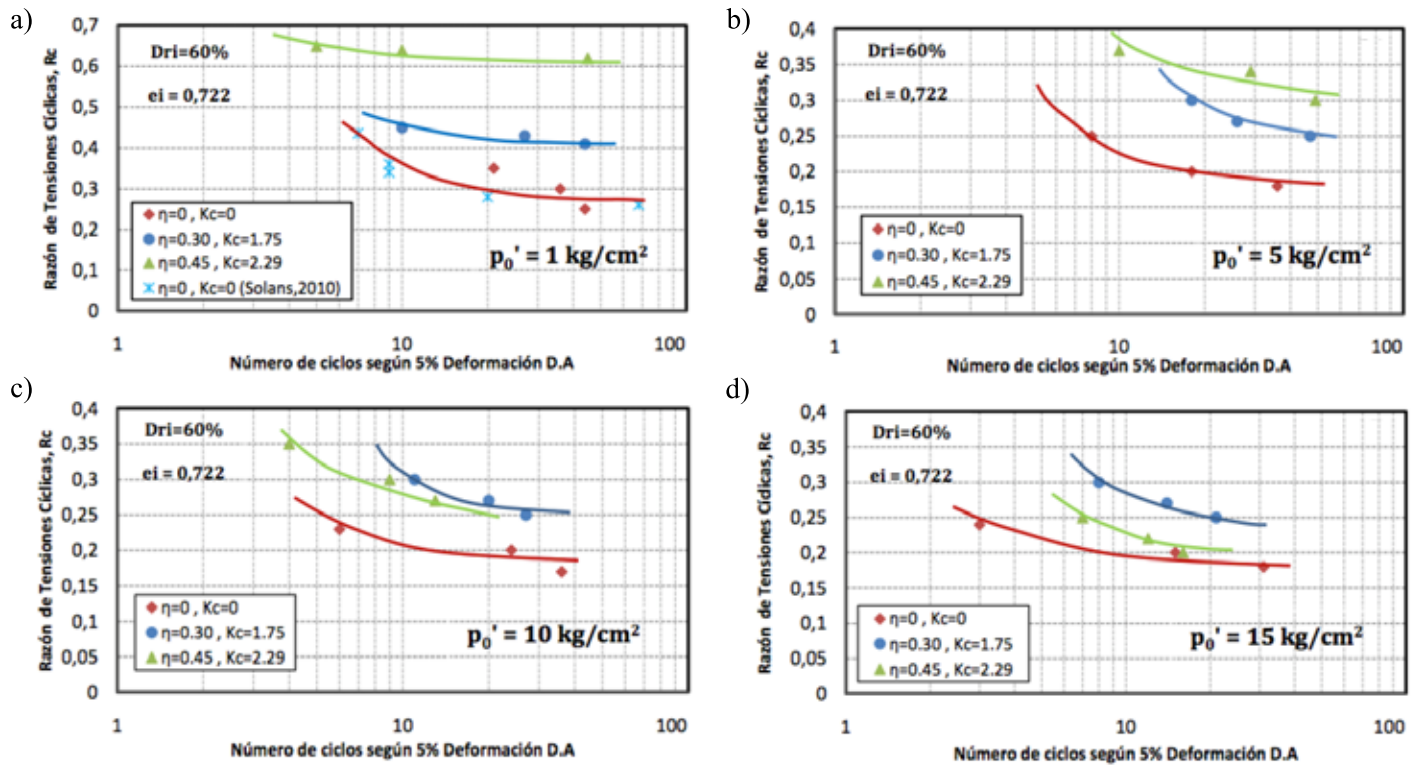 a)
Razón de Tensiones Cíclicas, Rc
0,7
0,6
0,5
0,4
0,3
0,2
0,1
0
Dri=60%
ei = 0,722
η=0 , Kc=0
η=0.30 , Kc=1.75
η=0.45 , Kc=2.29
η=0 , Kc=0 (Solans,2010)
p0' = 1 kg/cm²
1
10
100
Número de ciclos según 5% Deformación D.A
b)
Razón de Tensiones Cíclicas, Rc
0,4
0,35
0,3
0,25
0,2
0,15
0,1
0,05
0
Dri=60%
ei = 0,722
η=0 , Kc=0
η=0.30 , Kc=1.75
η=0.45 , Kc=2.29
p0' = 5 kg/cm²
1
10
100
Número de ciclos según 5% Deformación D.A
c)
Razón de Tensiones Cíclicas, Rc
0,4
0,35
0,3
0,25
0,2
0,15
0,1
0,05
0
Dri=60%
ei = 0,722
η=0 , Kc=0
η=0.30 , Kc=1.75
η=0.45 , Kc=2.29
p0' = 10 kg/cm²
1
10
100
Número de ciclos según 5% Deformación D.A
d)
Razón de Tensiones Cíclicas, Rc
0,4
0,35
0,3
0,25
0,2
0,15
0,1
0,05
0
Dri=60%
ei = 0,722
η=0 , Kc=0
η=0.30 , Kc=1.75
η=0.45 , Kc=2.29
p0' = 15 kg/cm²
1
10
100
Número de ciclos según 5% Deformación D.A